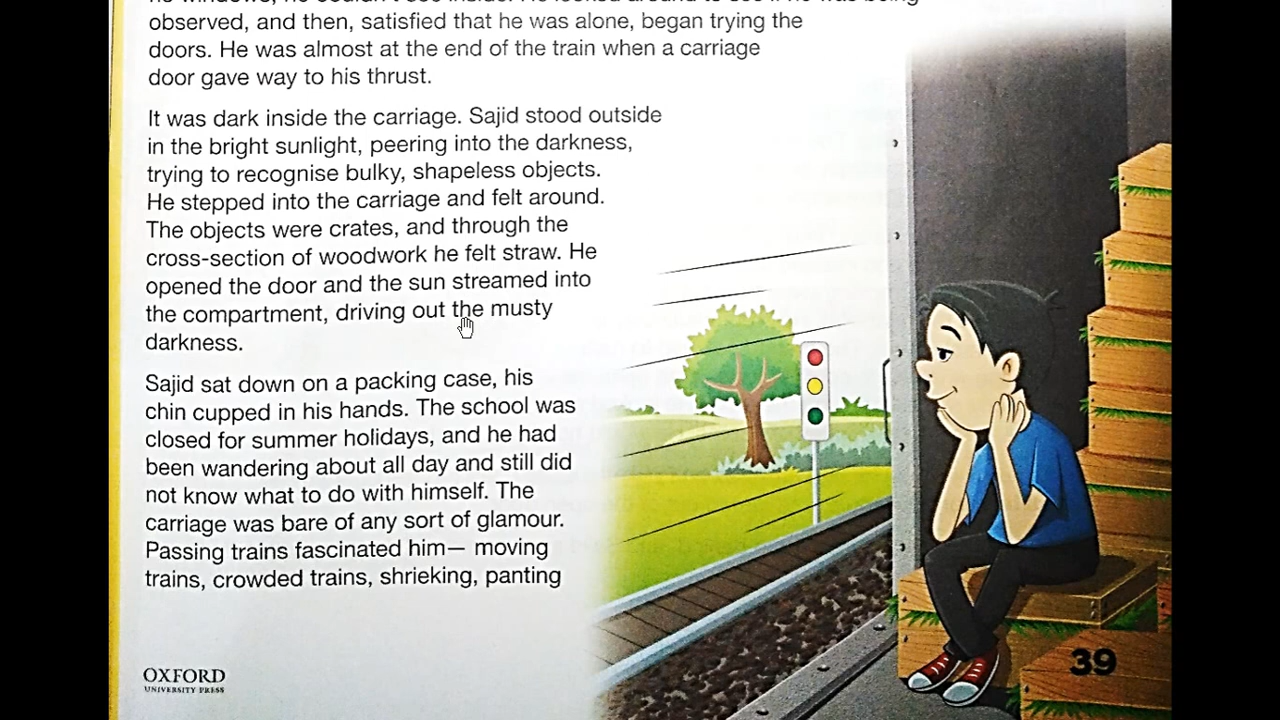 observed, and then, satisfied that he was alone, began trying the
doors. He was almost at the end of the train when a carriage
door gave way to his thrust.
It was dark inside the carriage. Sajid stood outside
in the bright sunlight, peering into the darkness,
trying to recognise bulky, shapeless objects.
He stepped into the carriage and felt around.
The objects were crates, and through the
cross-section of woodwork he felt straw. He
opened the door and the sun streamed into
the compartment, driving out the musty
darkness.
Sajid sat down on a packing case, his
chin cupped in his hands. The school was
closed for summer holidays, and he had
been wandering about all day and still did
not know what to do with himself. The
carriage was bare of any sort of glamour.
Passing trains fascinated him— moving
trains, crowded trains, shrieking, panting
OXFORD
UNIVERSITY PRESS
39